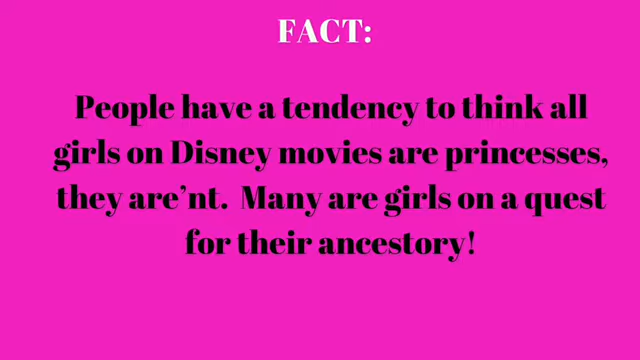 FACT:
People have a tendency to think all
girls on Disney movies are princesses,
they are'nt. Many are girls on a quest
for their ancestory!